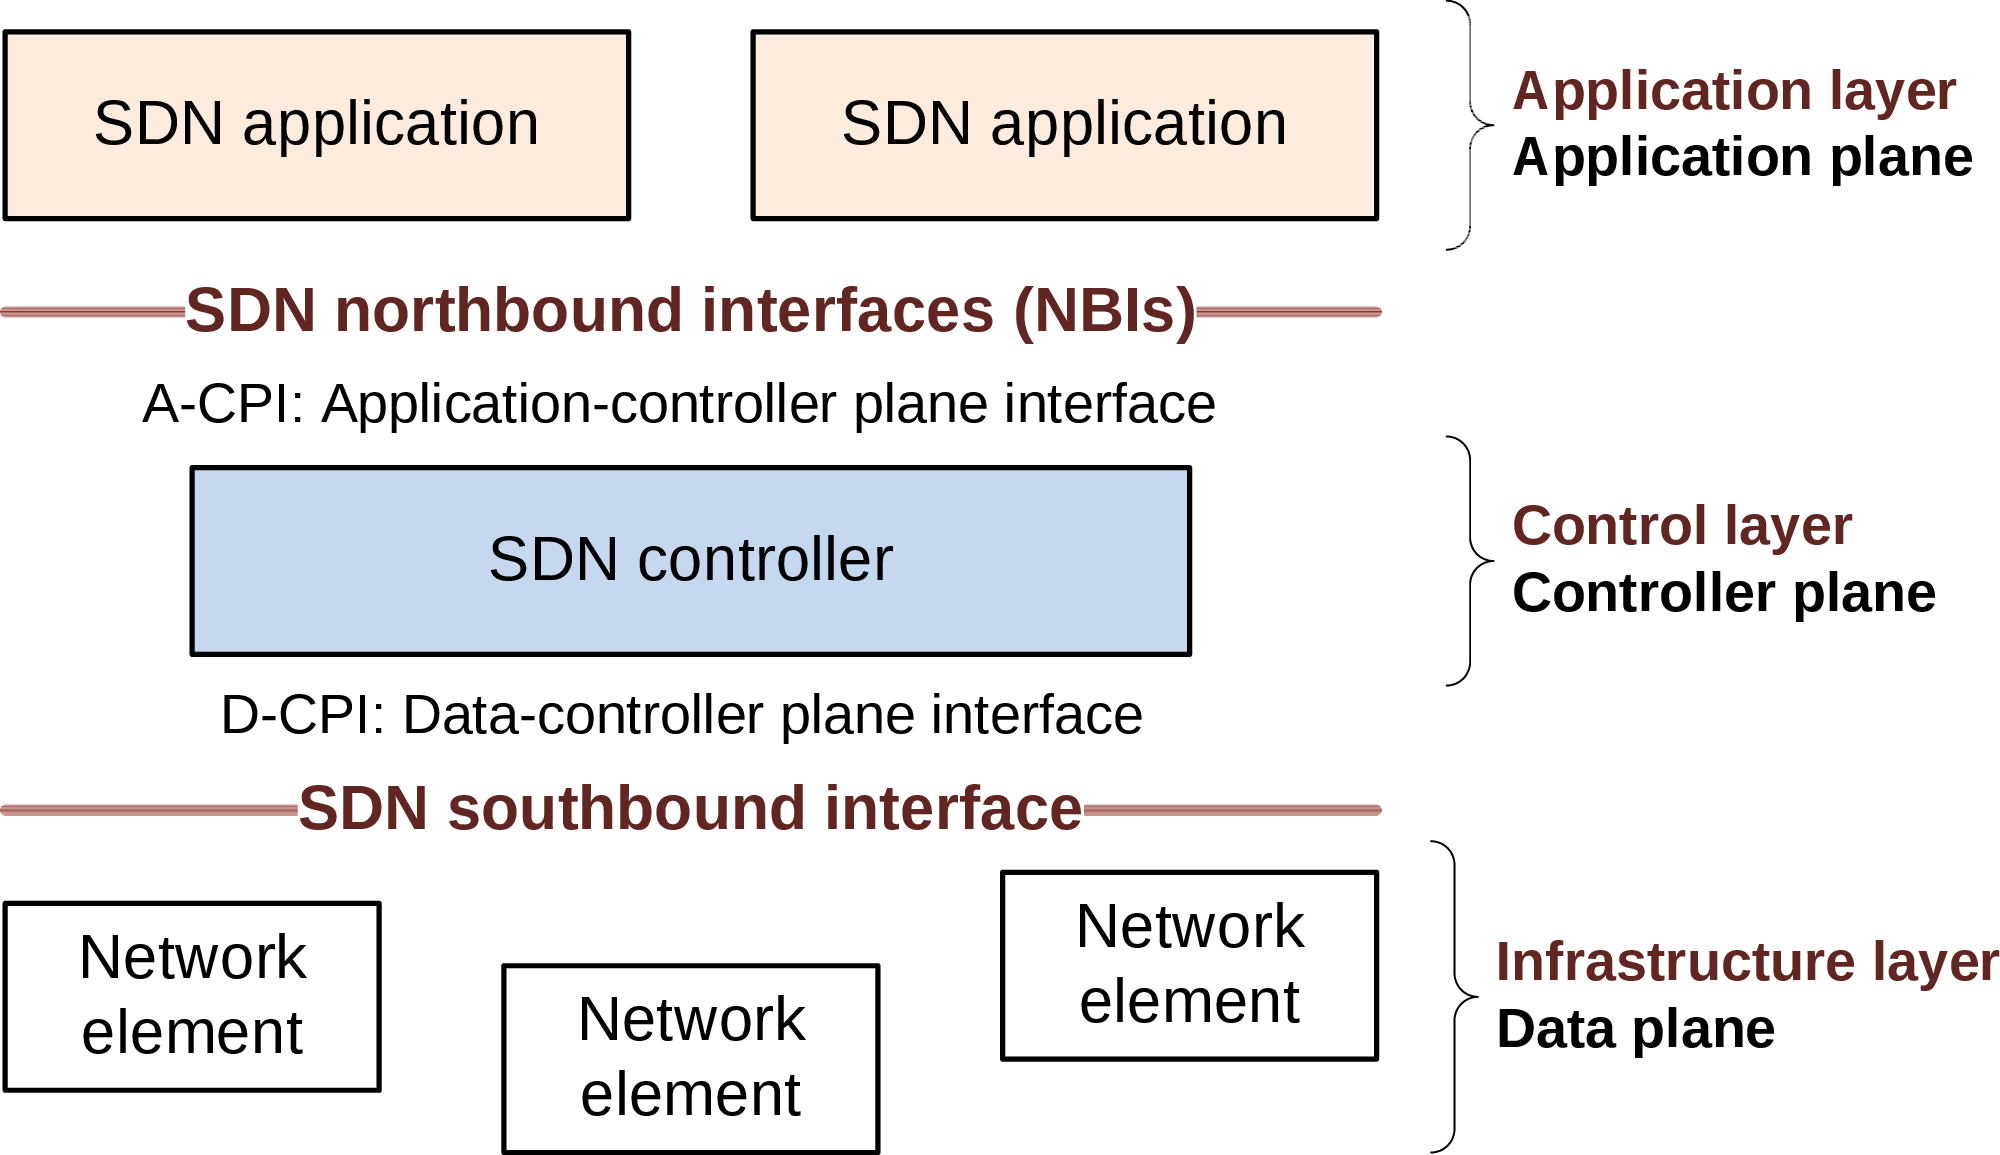 SDN application
SDN application
Application layer
Application plane
SDN northbound interfaces (NBIs)
A-CPI: Application-controller plane interface
SDN controller
Control layer
Controller plane
D-CPI: Data-controller plane interface
SDN southbound interface
Network
element
Network
element
Network
element
Infrastructure layer
Data plane